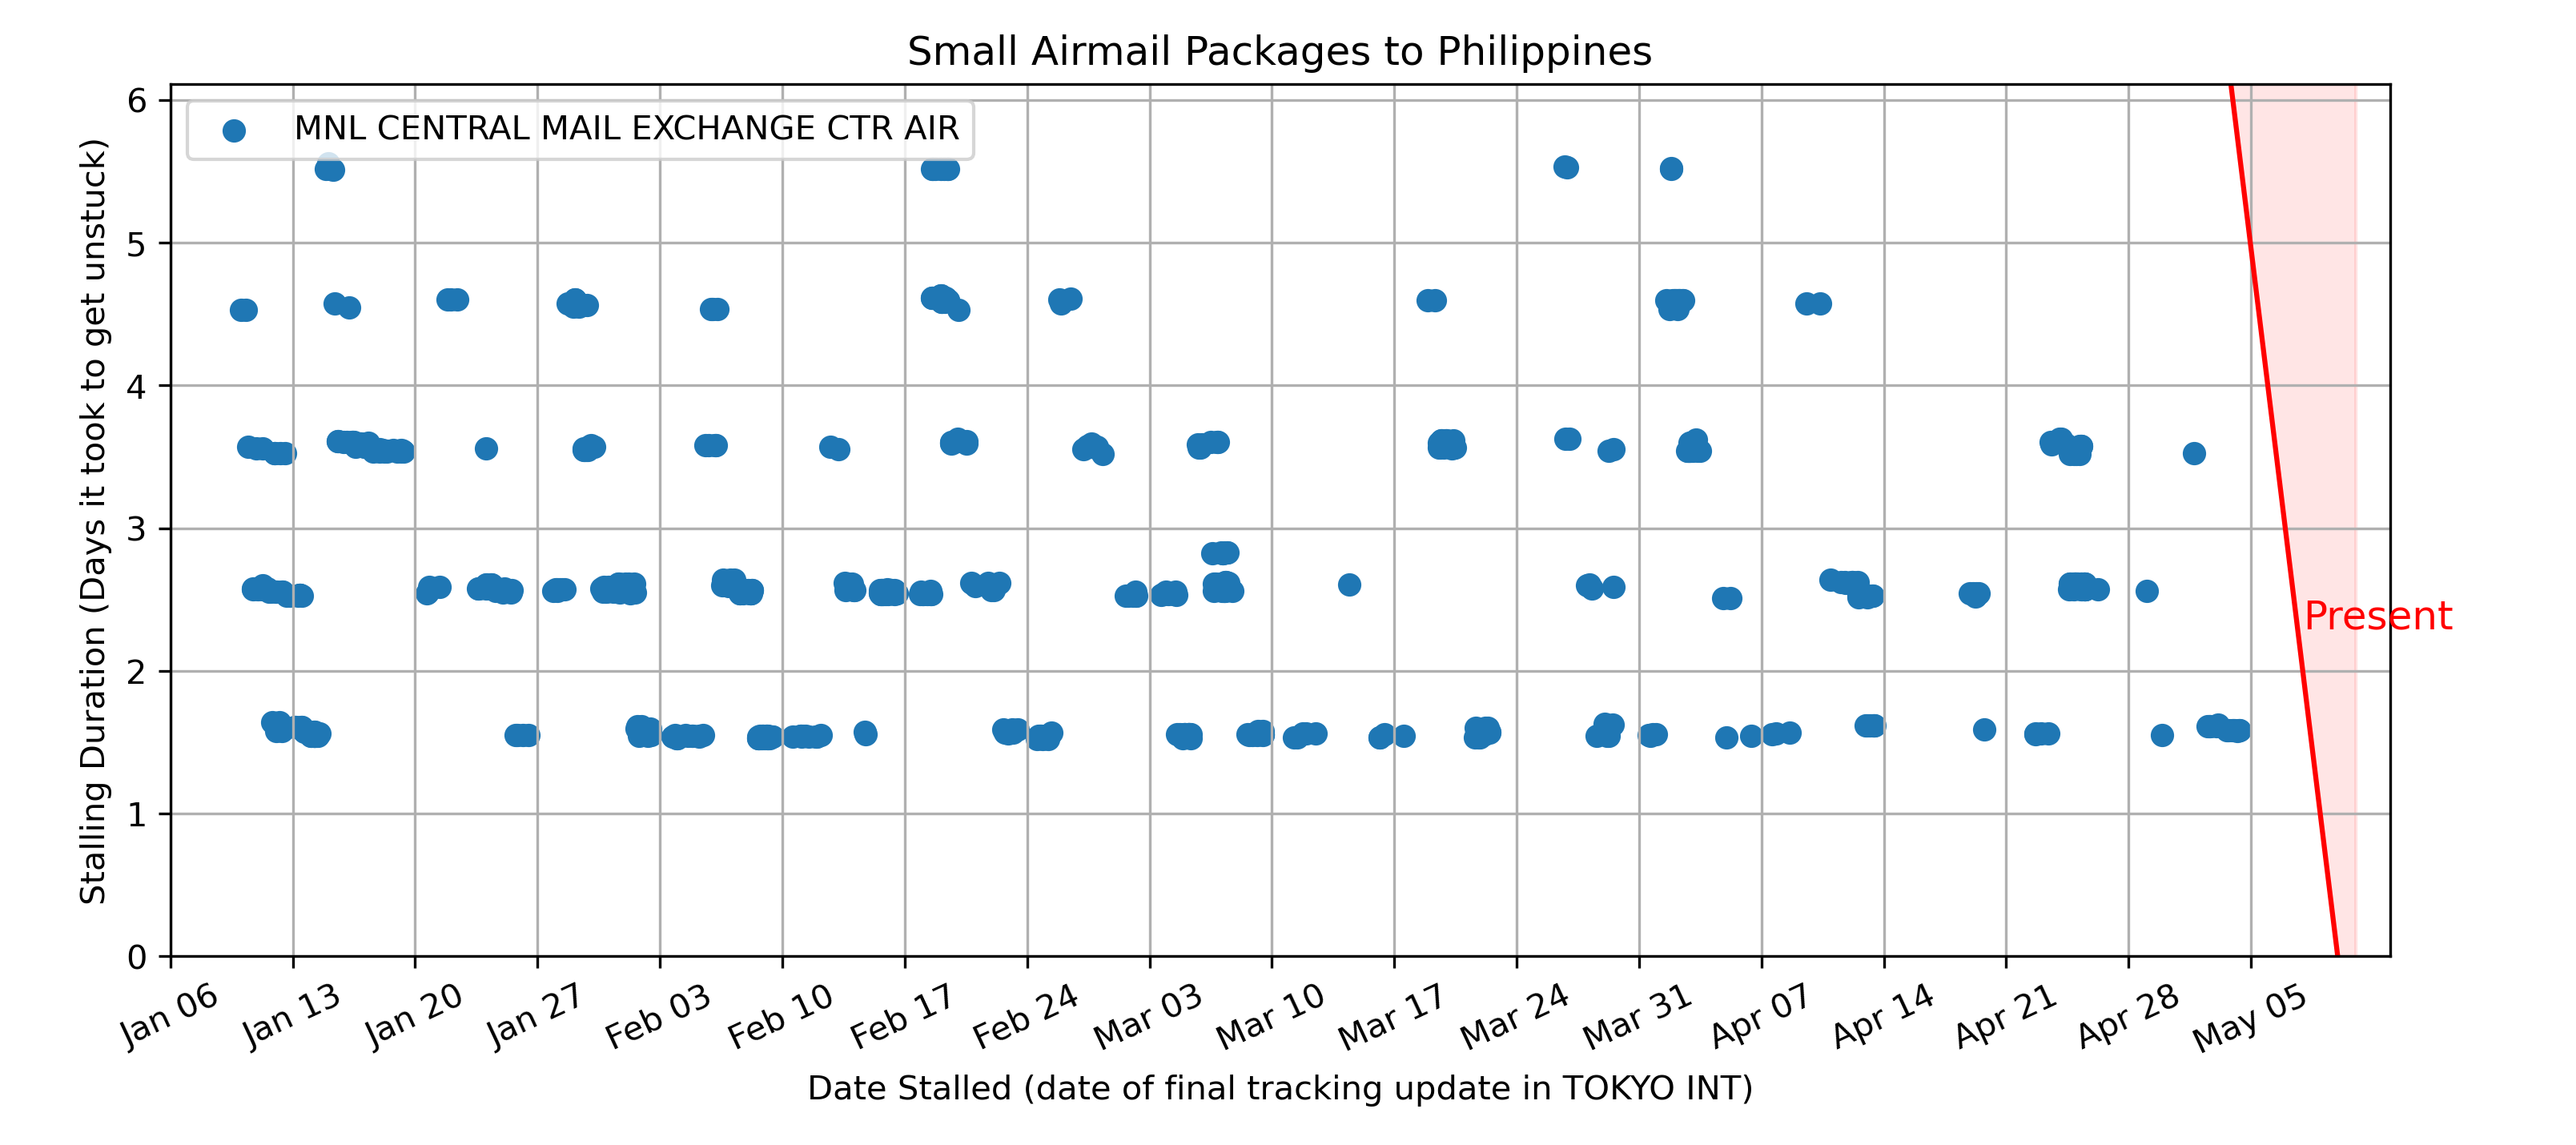 Small Airmail Packages to Philippines
MNL CENTRAL MAIL EXCHANGE CTR AIR
Stalling Duration (Days it took to get unstuck)
6
5
4
3
2
1
0
Present
Jan 06
Jan 13
Jan 20
Jan 27
Feb 03
Feb 10
Feb 17
Feb 24
Mar 03
Mar 10
Mar 17
Mar 24
Mar 31
Apr 07
Apr 14
Apr 21
Apr 28
May 05
Date Stalled (date of final tracking update in TOKYO INT)